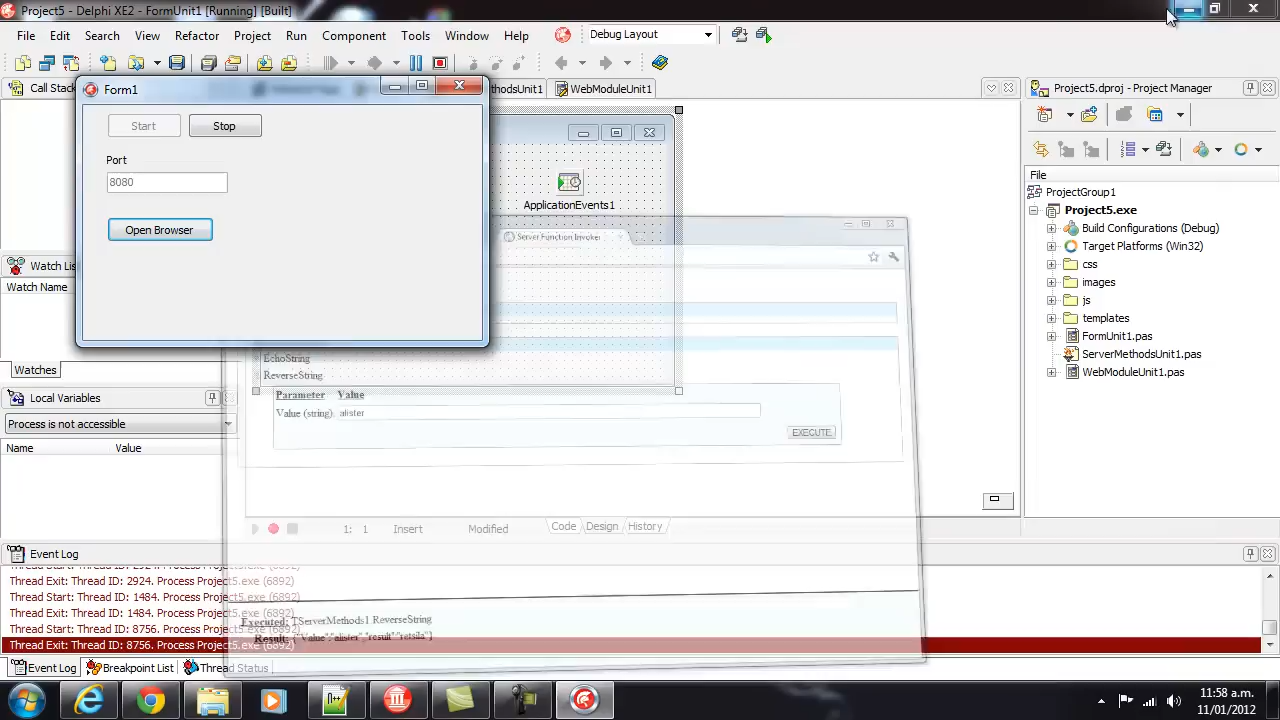 Project5 - Delphi XE2 - FormUnit1 [Running] [Built]
File Edit Search View Refactor Project Run Component Tools Window Help Debug Layout
Call Stack
WebModuleUnit1
Project5.dproj - Project Manager
Form1
Start Stop
Port
8080
Open Browser
ApplicationEvents1
Server Function Invoker
File
ProjectGroup1
Project5.exe
Build Configurations (Debug)
Target Platforms (Win32)
css
images
js
templates
FormUnit1.pas
ServerMethodsUnit1.pas
WebModuleUnit1.pas
Watch Name
EchoString
ReverseString
Parameter Value
Value (string): alister
EXECUTE
Watches
Local Variables
Process is not accessible
Name Value
1: 1 Insert Modified Code Design History
Event Log
Thread Exit: Thread ID: 2924. Process Project5.exe (6892)
Thread Start: Thread ID: 1484. Process Project5.exe (6892)
Thread Exit: Thread ID: 1484. Process Project5.exe (6892)
Thread Start: Thread ID: 8756. Process Project5.exe (6892)
Thread Exit: Thread ID: 8756. Process Project5.exe (6892)
Executed: TServerMethods1.ReverseString
Result: {"Value":"alister","result":"retsila"}
Event Log Breakpoint List Thread Status
11:58 a.m.
11/01/2012